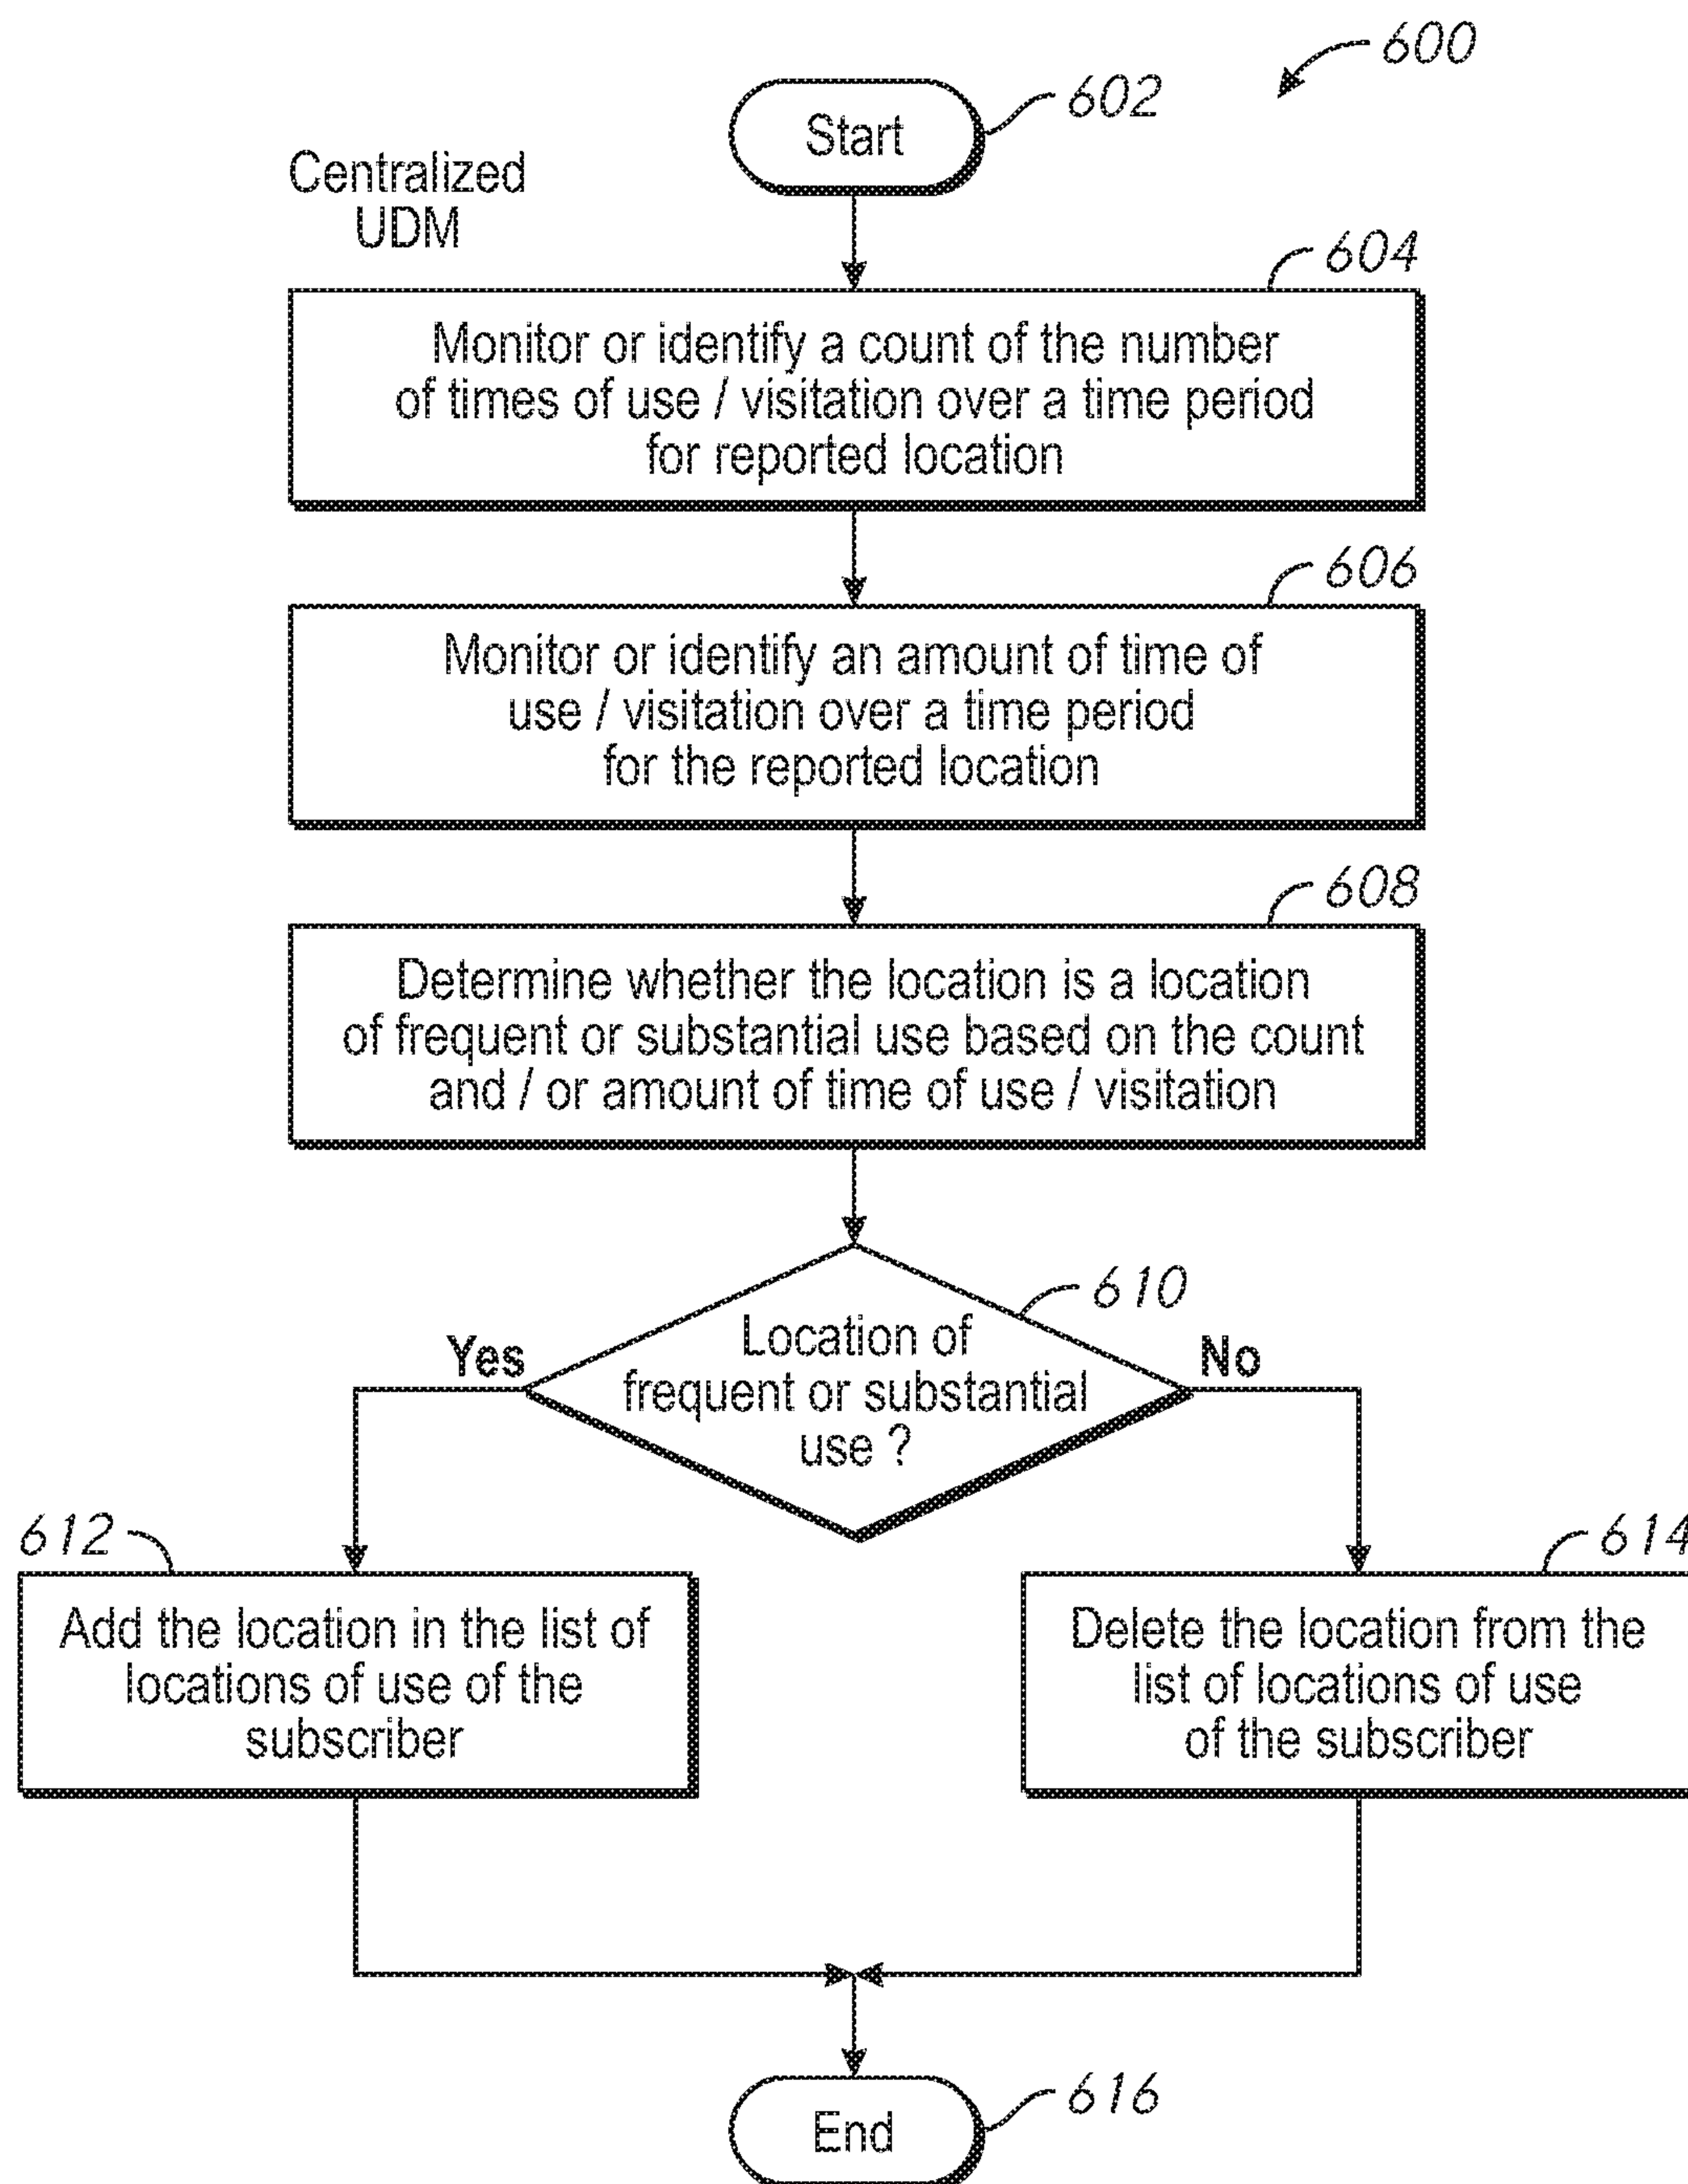 600
Start
602
Centralized
UDM
604
Monitor or identify a count of the number
of times of use / visitation over a time period
for reported location
606
Monitor or identify an amount of time of
use / visitation over a time period
for the reported location
608
Determine whether the location is a location
of frequent or substantial use based on the count
and / or amount of time of use / visitation
610
Location of
frequent or substantial
use ?
Yes
No
612
Add the location in the list of
locations of use of the
subscriber
614
Delete the location from the
list of locations of use
of the subscriber
End
616